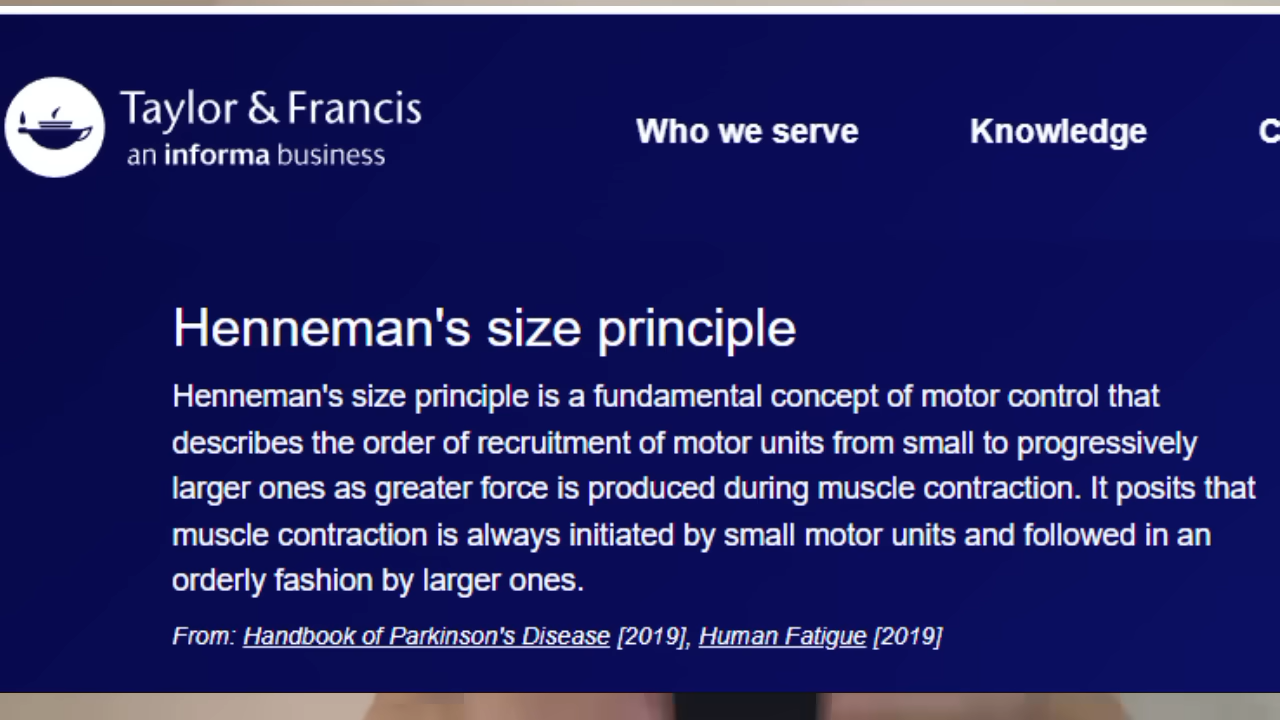 Taylor & Francis
an informa business
Who we serve
Knowledge
Henneman's size principle
Henneman's size principle is a fundamental concept of motor control that
describes the order of recruitment of motor units from small to progressively
larger ones as greater force is produced during muscle contraction. It posits that
muscle contraction is always initiated by small motor units and followed in an
orderly fashion by larger ones.
From: Handbook of Parkinson's Disease [2019], Human Fatigue [2019]